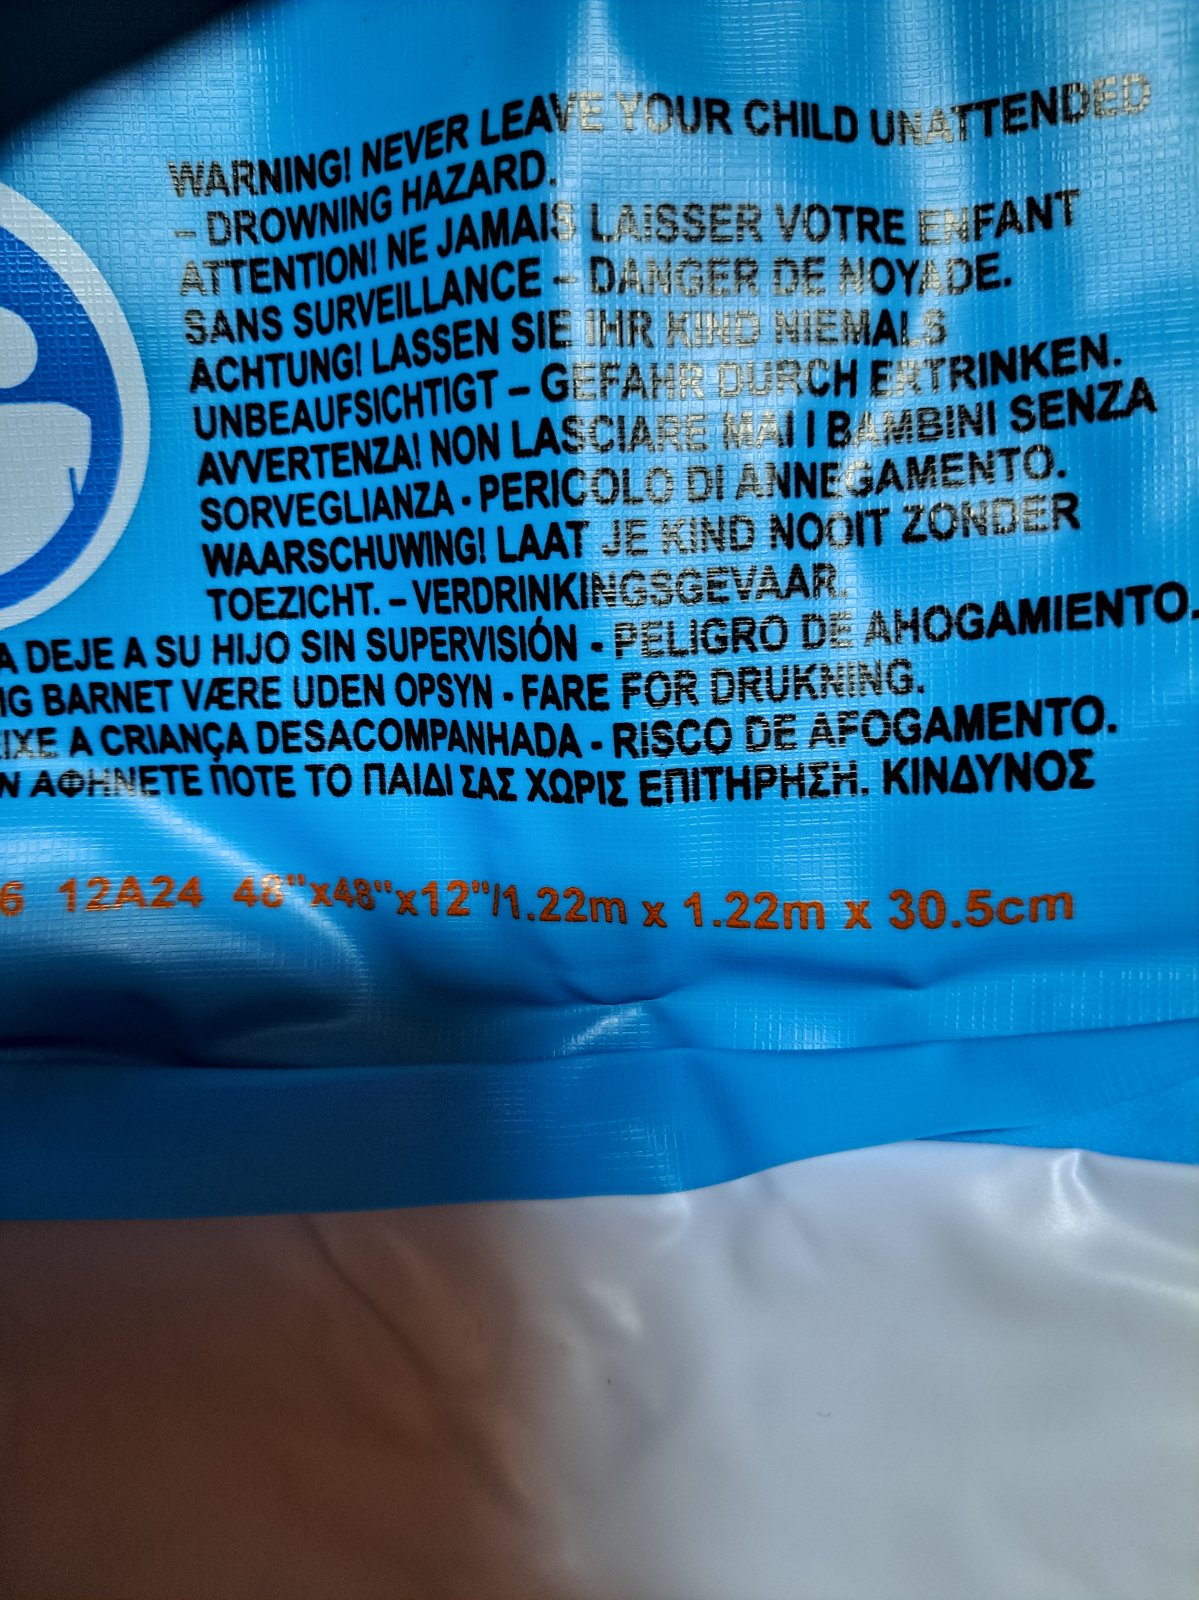 WARNING! NEVER LEAVE YOUR CHILD UNATTENDED
– DROWNING HAZARD.
ATTENTION! NE JAMAIS LAISSER VOTRE ENFANT
SANS SURVEILLANCE – DANGER DE NOYADE.
ACHTUNG! LASSEN SIE IHR KIND NIEMALS
UNBEAUFSICHTIGT – GEFAHR DURCH ERTRINKEN.
AVVERTENZA! NON LASCIARE MAI I BAMBINI SENZA
SORVEGLIANZA - PERICOLO DI ANNEGAMENTO.
WAARSCHUWING! LAAT JE KIND NOOIT ZONDER
TOEZICHT. – VERDRINKINGSGEVAAR.
A DEJE A SU HIJO SIN SUPERVISIÓN - PELIGRO DE AHOGAMIENTO.
IG BARNET VÆRE UDEN OPSYN - FARE FOR DRUKNING.
EIXE A CRIANÇA DESACOMPANHADA - RISCO DE AFOGAMENTO.
Ν ΑΦΗΝΕΤΕ ΠΟΤΕ ΤΟ ΠΑΙΔΙ ΣΑΣ ΧΩΡΙΣ ΕΠΙΤΗΡΗΣΗ. ΚΙΝΔΥΝΟΣ
6 12A24 48"x48"x12"/1.22m x 1.22m x 30.5cm